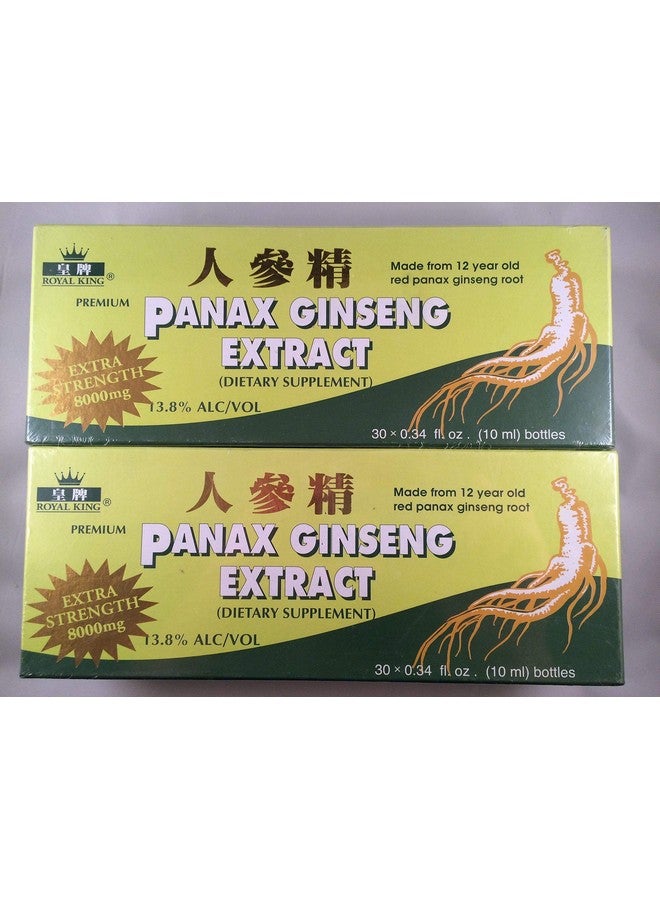 皇牌
ROYAL KING®
PREMIUM
人參精
PANAX GINSENG
EXTRACT
(DIETARY SUPPLEMENT)
Made from 12 year old
red panax ginseng root
EXTRA
STRENGTH
8000mg
13.8% ALC/VOL
30 × 0.34 fl. oz. (10 ml) bottles
皇牌
ROYAL KING®
PREMIUM
人參精
PANAX GINSENG
EXTRACT
(DIETARY SUPPLEMENT)
Made from 12 year old
red panax ginseng root
EXTRA
STRENGTH
8000mg
13.8% ALC/VOL
30 × 0.34 fl. oz. (10 ml) bottles